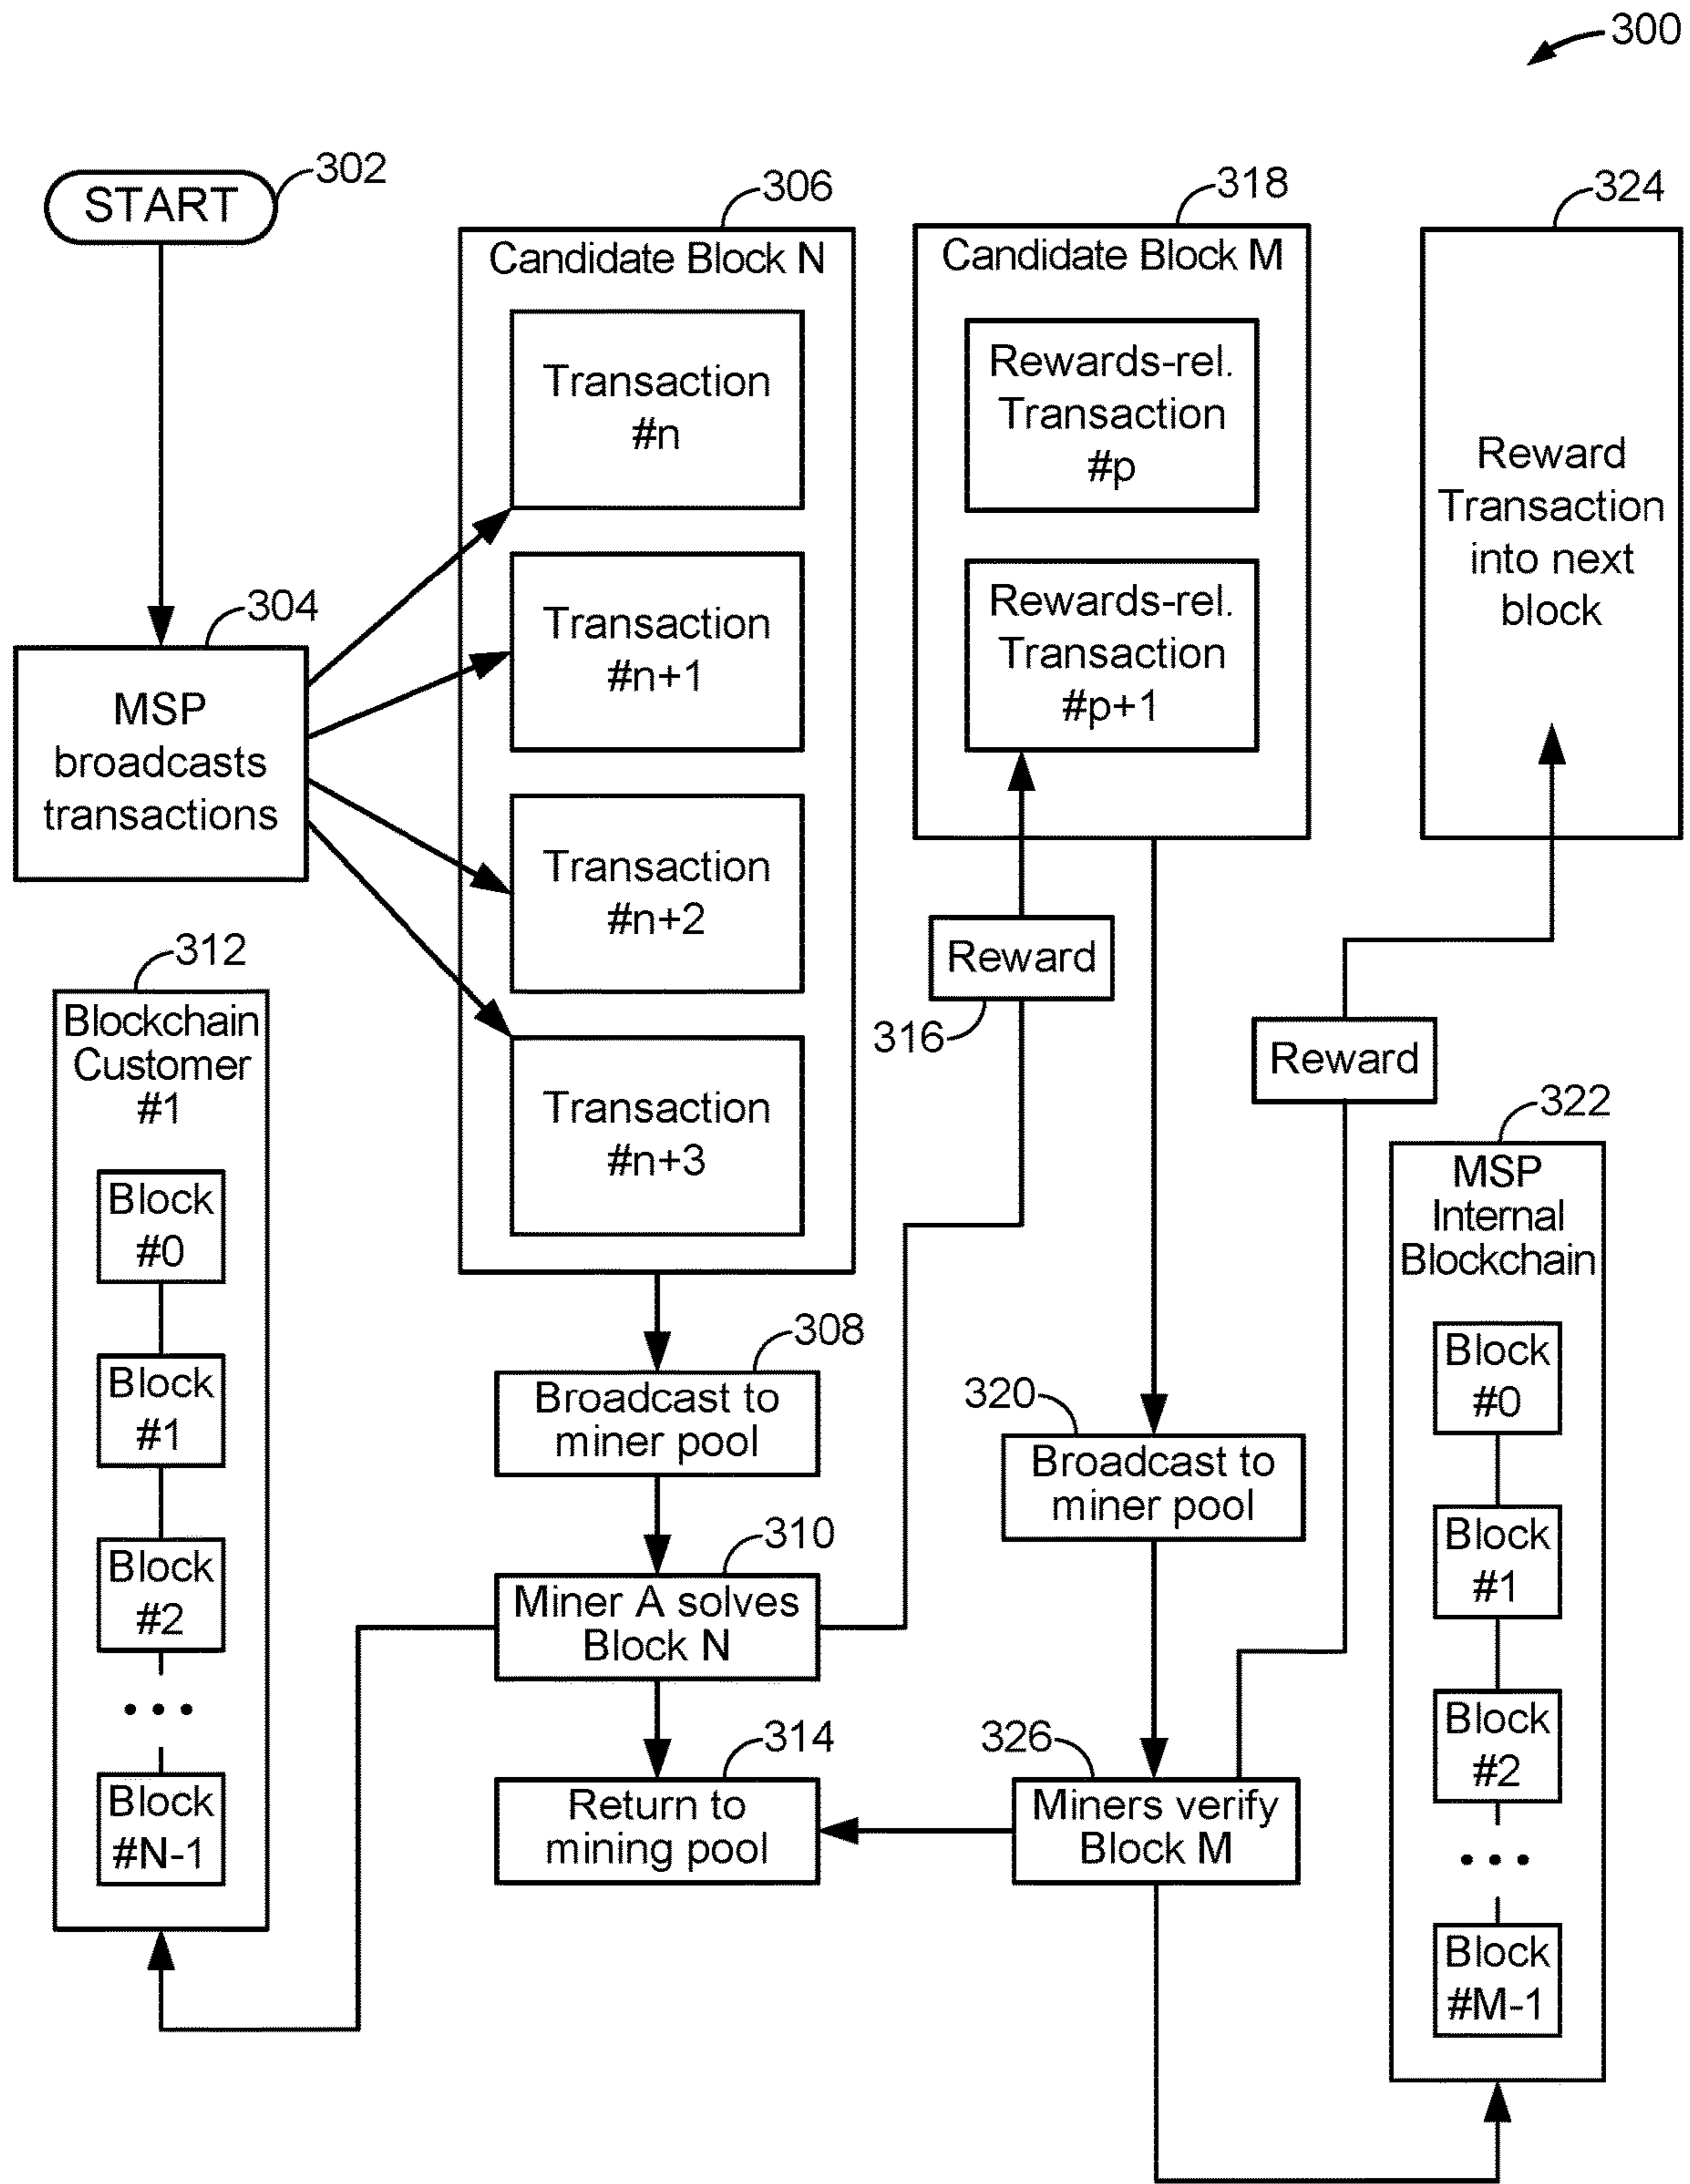 300
302
START
304
MSP
broadcasts
transactions
306
Candidate Block N
Transaction
#n
Transaction
#n+1
Transaction
#n+2
Transaction
#n+3
318
Candidate Block M
Rewards-rel.
Transaction
#p
Rewards-rel.
Transaction
#p+1
324
Reward
Transaction
into next
block
312
Blockchain
Customer
#1
Block
#0
Block
#1
Block
#2
• • •
Block
#N-1
308
Broadcast to
miner pool
310
Miner A solves
Block N
314
Return to
mining pool
Reward
316
320
Broadcast to
miner pool
326
Miners verify
Block M
Reward
322
MSP
Internal
Blockchain
Block
#0
Block
#1
Block
#2
• • •
Block
#M-1